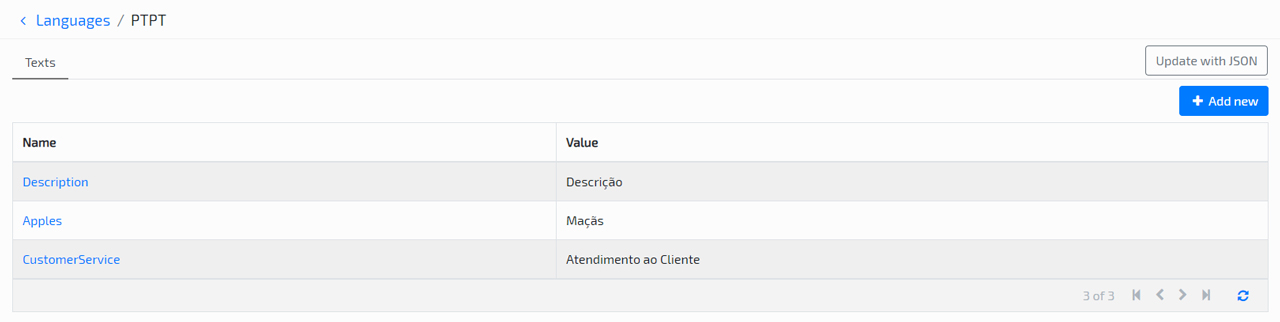 Languages / PTPT
Texts
Update with JSON
Add new
Name Value
Description Descrição
Apples Maçãs
CustomerService Atendimento ao Cliente
3 of 3